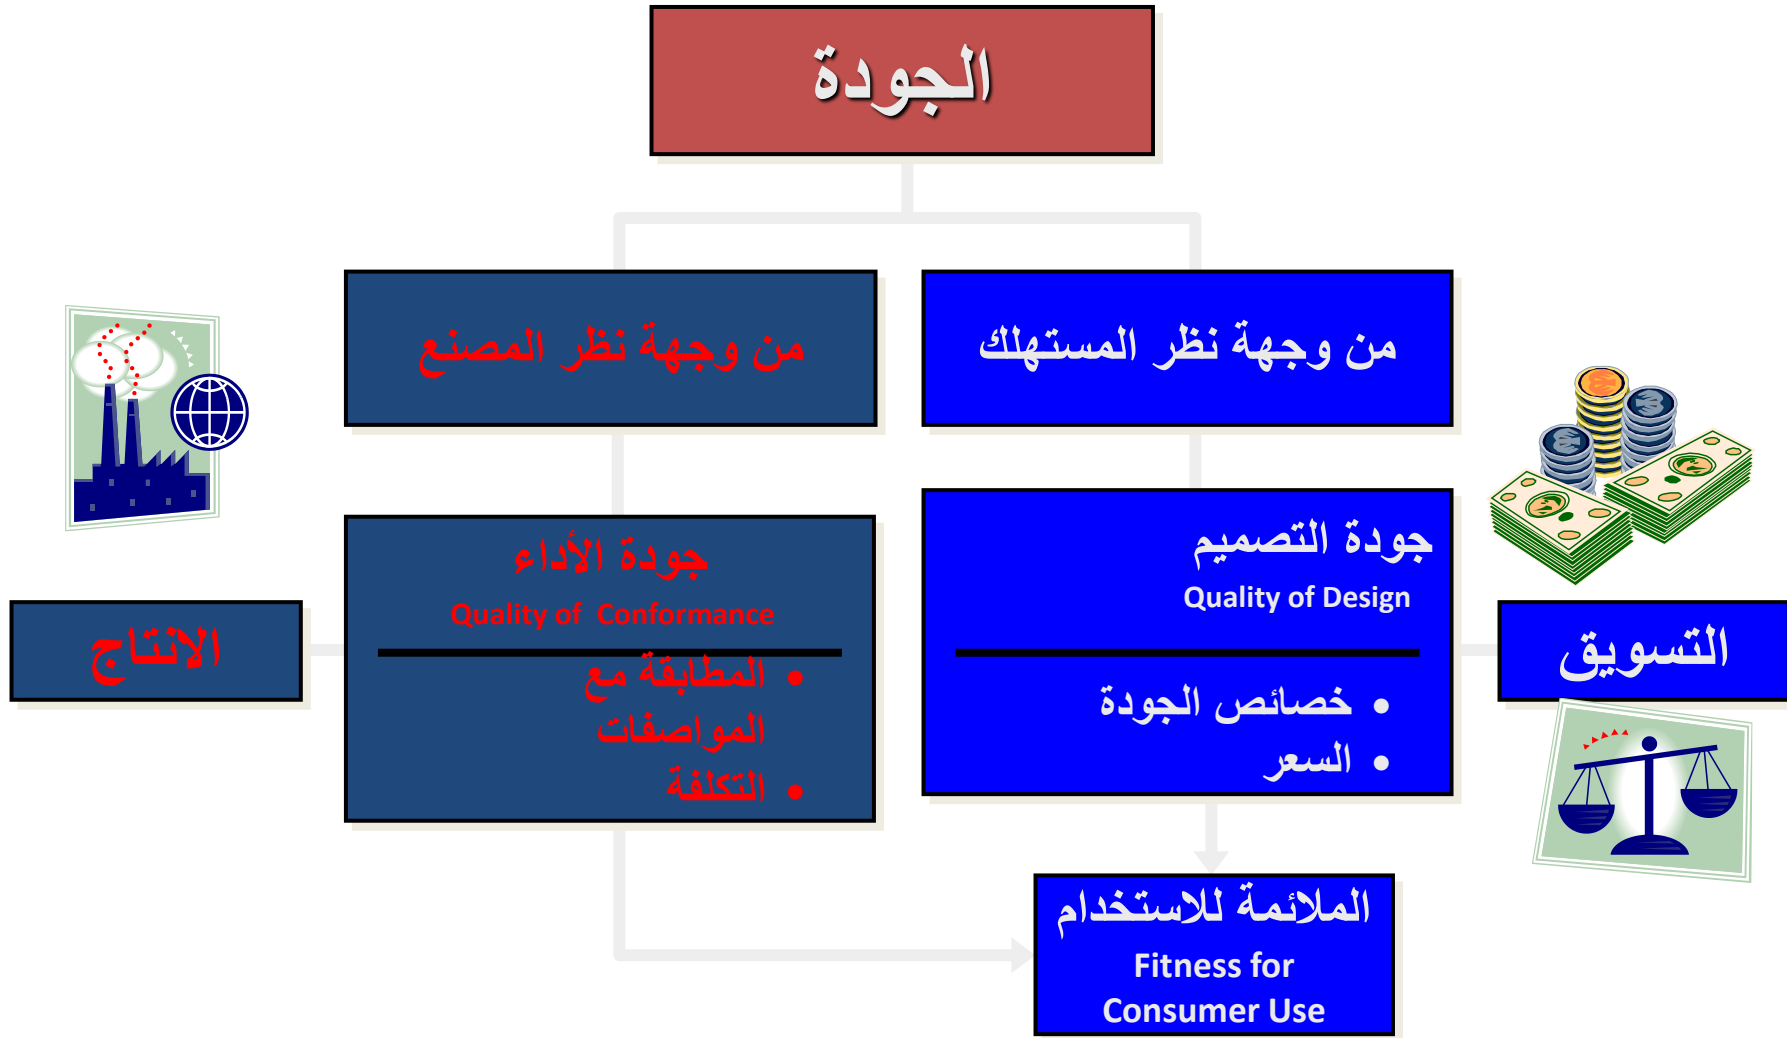 الجودة
من وجهة نظر المستهلك
من وجهة نظر المصنع
جودة التصميم
Quality of Design
• خصائص الجودة
• السعر
التسويق
جودة الأداء
Quality of Conformance
• المطابقة مع
المواصفات
• التكلفة
الانتاج
الملائمة للاستخدام
Fitness for
Consumer Use